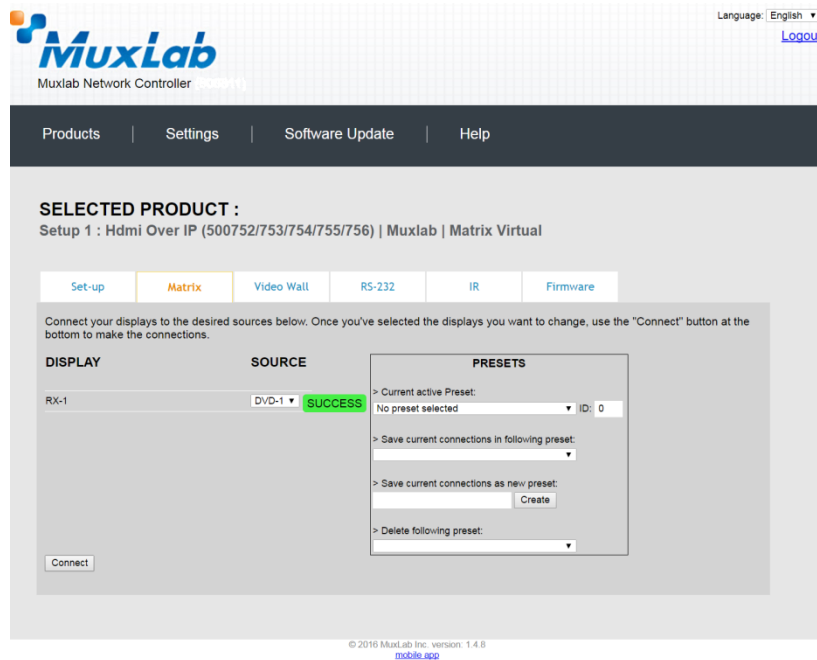 Language: English
Logou
MuxLab
Muxlab Network Controller
Products | Settings | Software Update | Help
SELECTED PRODUCT :
Setup 1 : Hdmi Over IP (500752/753/754/755/756) | Muxlab | Matrix Virtual
Set-up Matrix Video Wall RS-232 IR Firmware
Connect your displays to the desired sources below. Once you've selected the displays you want to change, use the "Connect" button at the
bottom to make the connections.
DISPLAY SOURCE PRESETS
> Current active Preset:
RX-1 DVD-1 SUCCESS No preset selected ID: 0
> Save current connections in following preset:
> Save current connections as new preset:
Create
> Delete following preset:
Connect
© 2016 MuxLab Inc. version: 1.4.8
mobile app